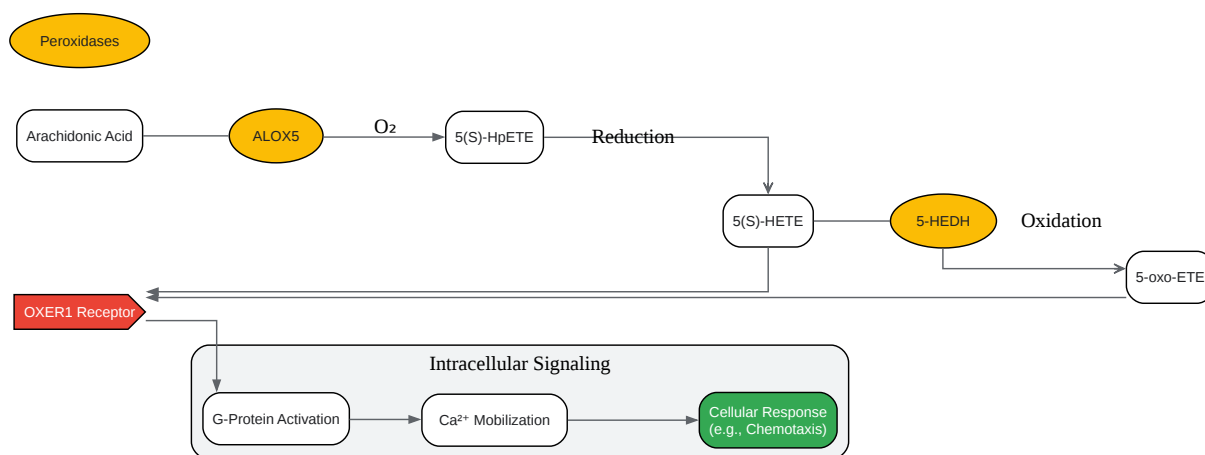 Peroxidases
Arachidonic Acid
ALOX5
O₂
5(S)-HpETE
Reduction
5(S)-HETE
5-HEDH
Oxidation
5-oxo-ETE
OXER1 Receptor
Intracellular Signaling
G-Protein Activation
Ca²⁺ Mobilization
Cellular Response
(e.g., Chemotaxis)